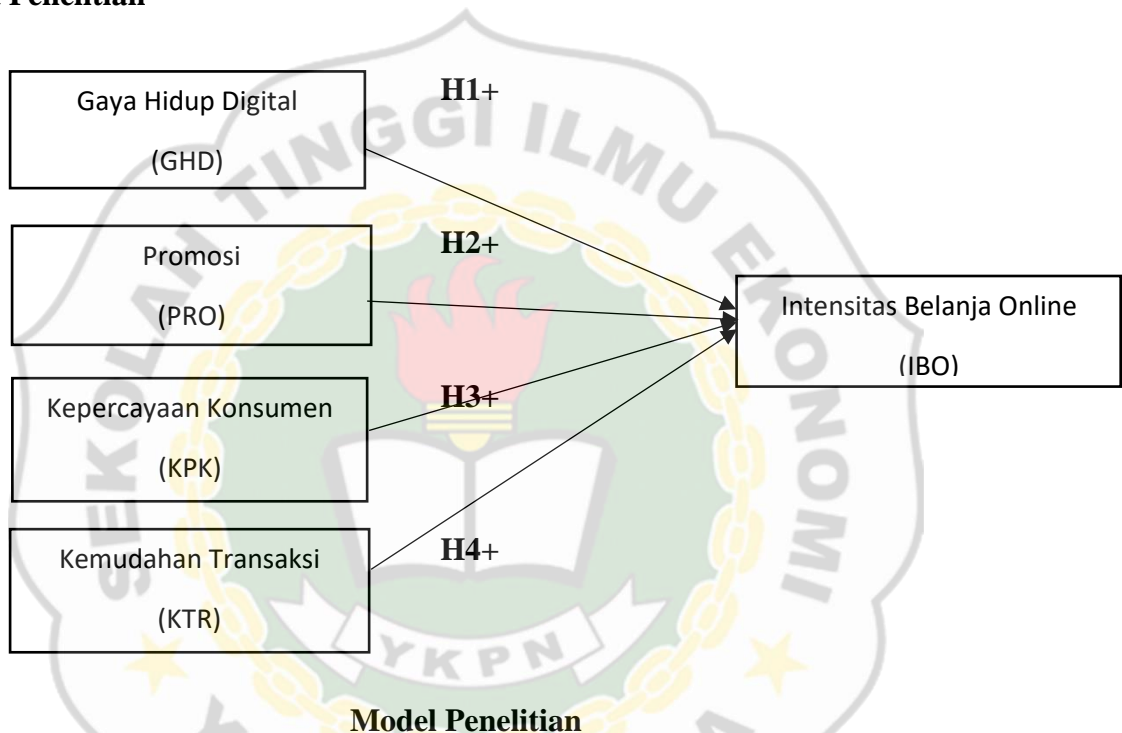 Penelitian
Gaya Hidup Digital
(GHD)
H1+
Promosi
(PRO)
H2+
Kepercayaan Konsumen
(KPK)
H3+
Kemudahan Transaksi
(KTR)
H4+
Intensitas Belanja Online
(IBO)
SEKOLAH TINGGI ILMU EKONOMI
YKPN
Model Penelitian